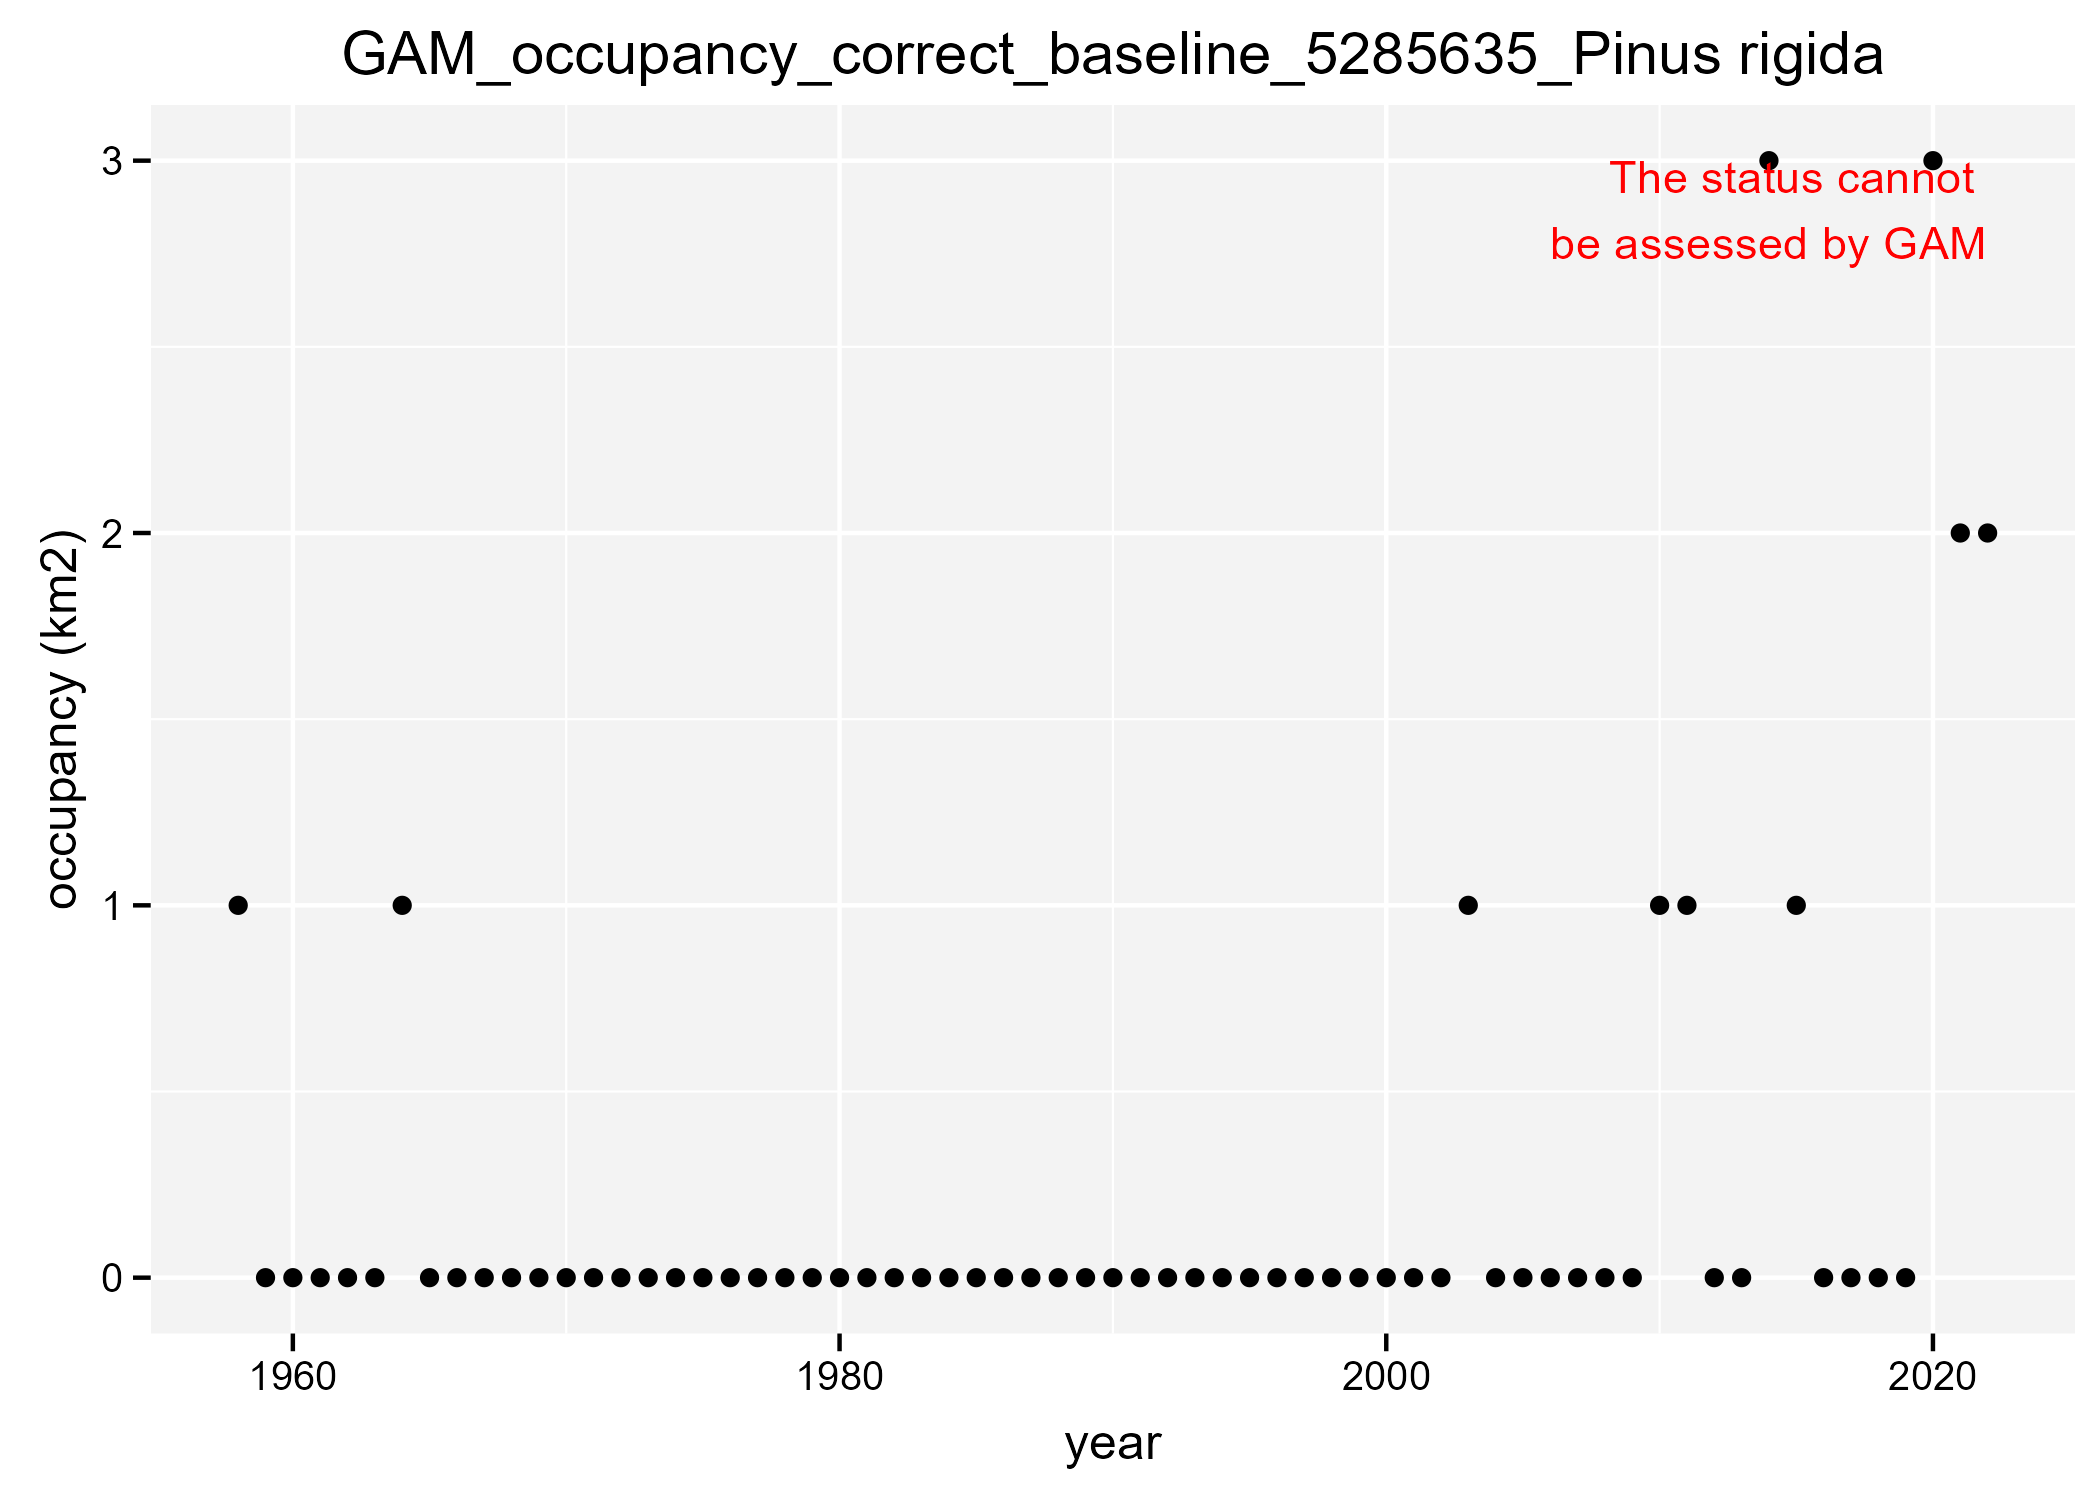 GAM_occupancy_correct_baseline_5285635_Pinus rigida
3
The status cannot
be assessed by GAM
2
occupancy (km2)
1
0
1960
1980
2000
2020
year